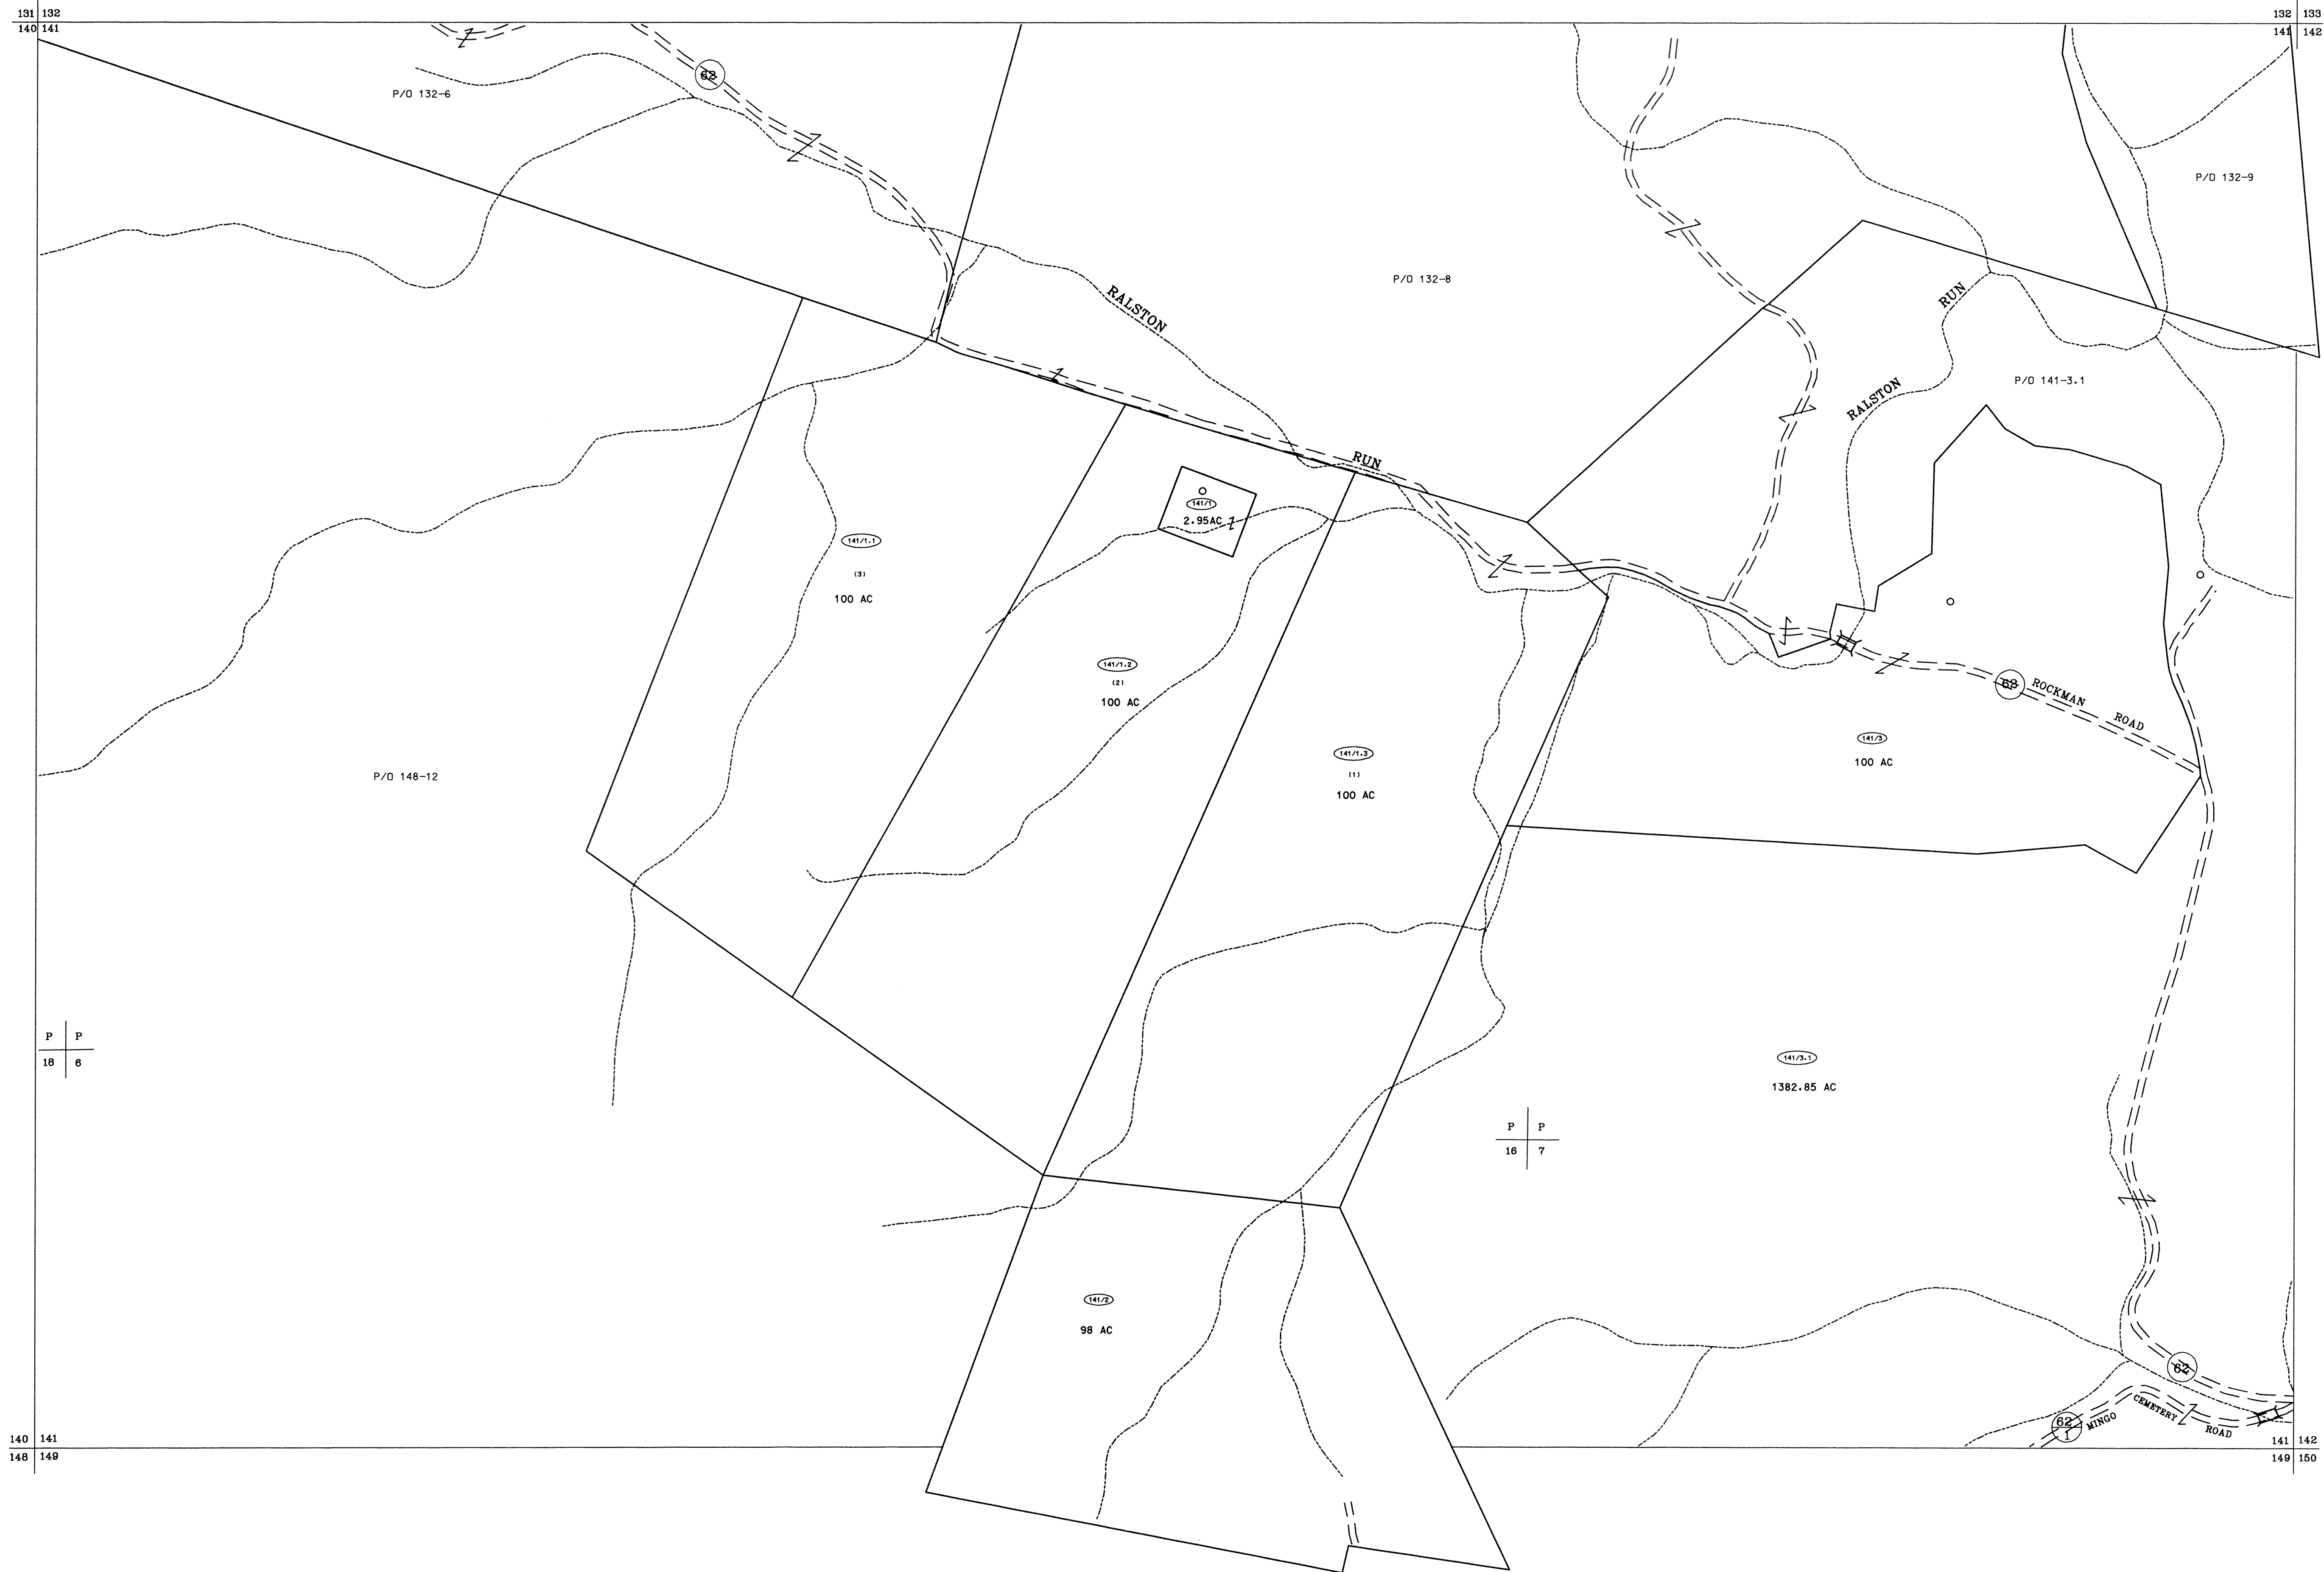 131 132
140 141
132 133
141 142
62
P/O 132-6
P/O 132-9
P/O 132-8
RALSTON
RUN
RUN
RALSTON
P/O 141-3.1
141/1
2.95AC
141/1.1
(3)
100 AC
141/1.2
(2)
100 AC
141/1.3
(1)
100 AC
62
ROCKMAN ROAD
141/3
100 AC
P/O 148-12
P P
18 6
141/3.1
1382.85 AC
P P
16 7
141/2
98 AC
62
62
1
MINGO CEMETERY ROAD
140 141
148 149
141 142
149 150